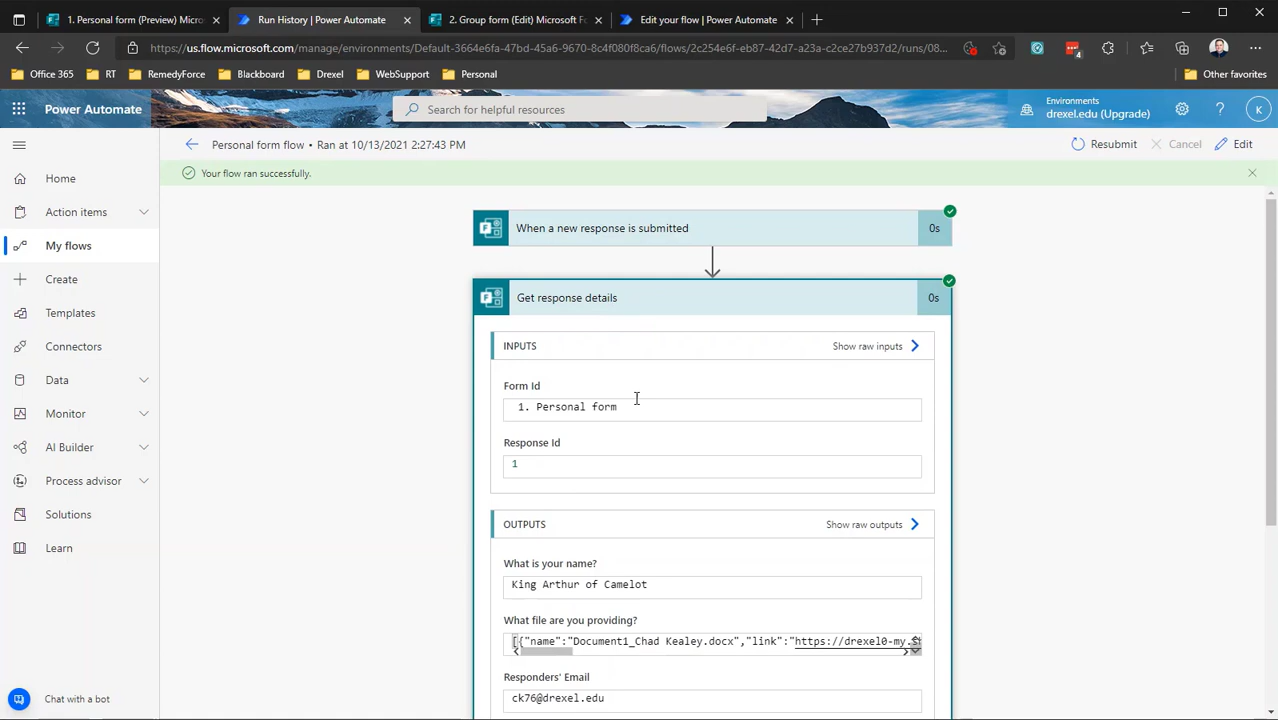 1. Personal form (Preview) Micros
Run History | Power Automate
2. Group form (Edit) Microsoft Fo
Edit your flow | Power Automate
https://us.flow.microsoft.com/manage/environments/Default-3664e6fa-47bd-45a6-9670-8c4f080f8ca6/flows/2c254e6f-eb87-42d7-a23a-c2ce27b937d2/runs/08...
4
Office 365
RT
RemedyForce
Blackboard
Drexel
WebSupport
Personal
Other favorites
Power Automate
Search for helpful resources
Environments
drexel.edu (Upgrade)
?
K
Personal form flow • Ran at 10/13/2021 2:27:43 PM
Resubmit
Cancel
Edit
Your flow ran successfully.
Home
Action items
My flows
Create
Templates
Connectors
Data
Monitor
AI Builder
Process advisor
Solutions
Learn
Chat with a bot
When a new response is submitted
0s
Get response details
0s
INPUTS
Show raw inputs
Form Id
1. Personal form
Response Id
1
OUTPUTS
Show raw outputs
What is your name?
King Arthur of Camelot
What file are you providing?
[{"name":"Document1_Chad Kealey.docx","link":"https://drexel0-my.s
Responders' Email
ck76@drexel.edu